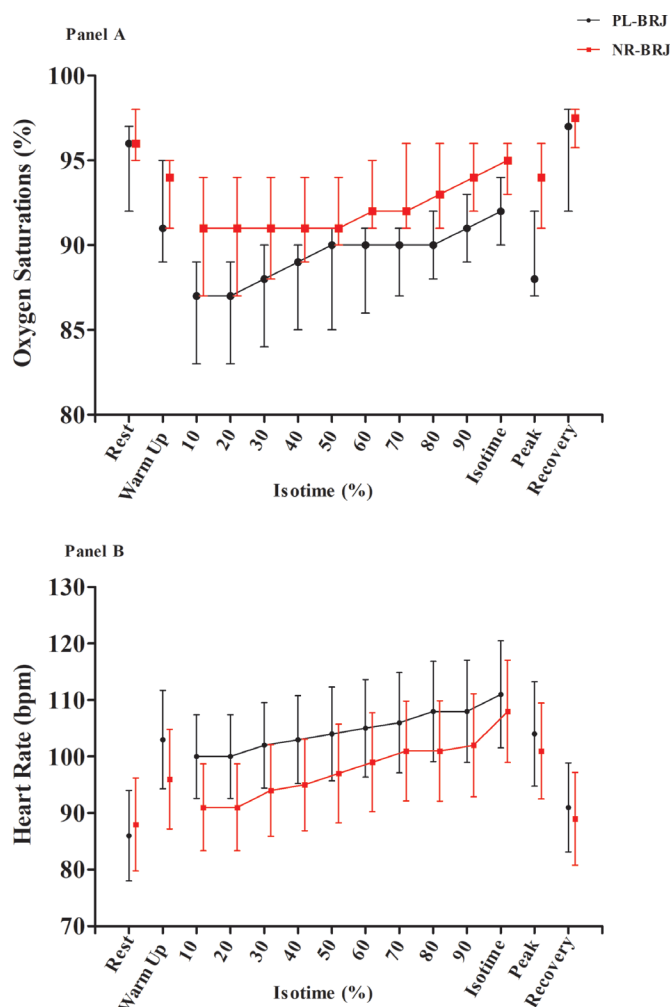 PL-BRJ
NR-BRJ
Panel A
Oxygen Saturations (%)
100
95
90
85
80
Rest
Warm Up
10
20
30
40
50
60
70
80
90
Isotime
Peak
Recovery
Isotime (%)
Panel B
Heart Rate (bpm)
130
120
110
100
90
80
70
Rest
Warm Up
10
20
30
40
50
60
70
80
90
Isotime
Peak
Recovery
Isotime (%)